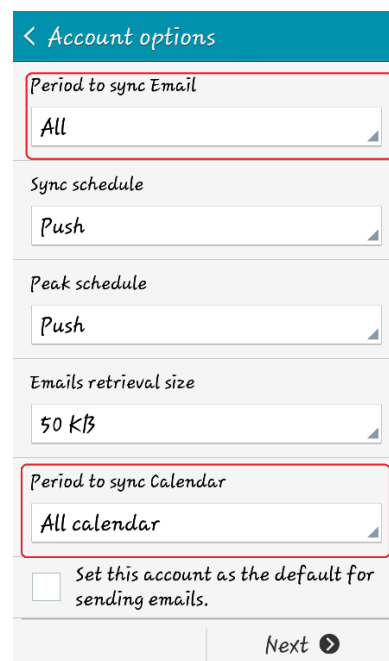 Account options
Period to sync Email
All
Sync schedule
Push
Peak schedule
Push
Emails retrieval size
50 KB
Period to sync Calendar
All calendar
Set this account as the default for
sending emails.
Next